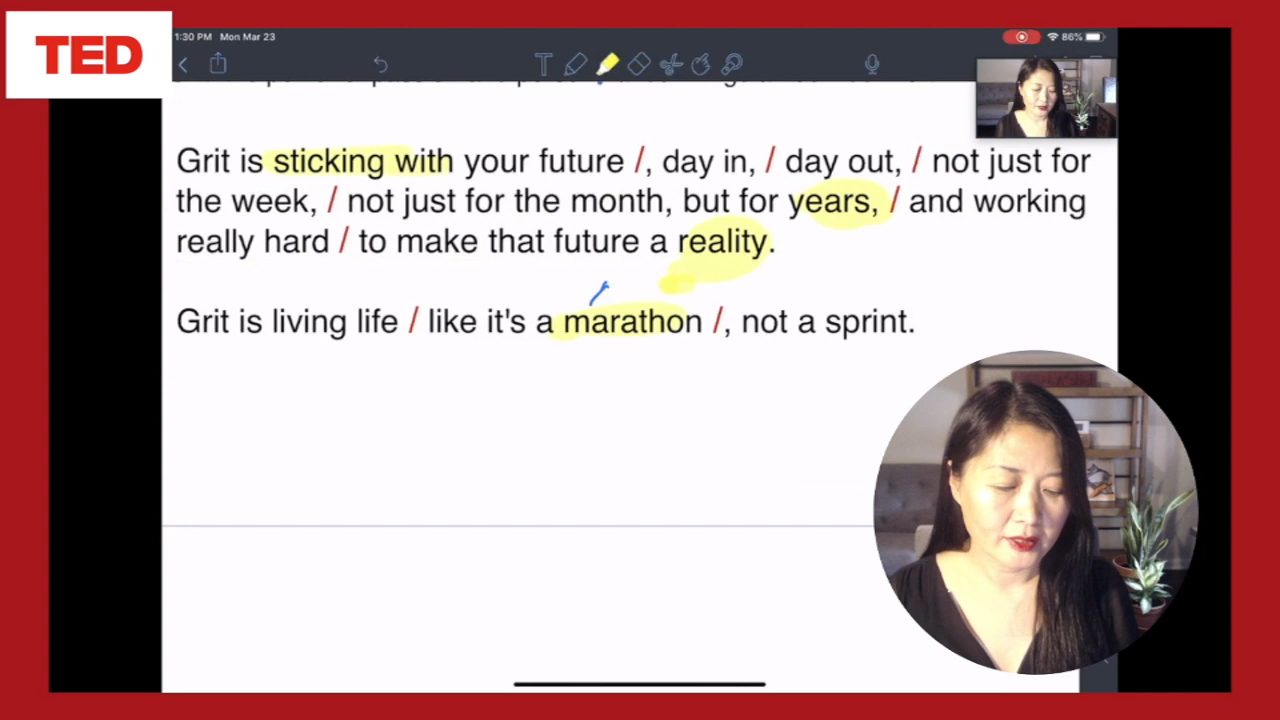 TED
1:30 PM Mon Mar 23
86%
T
Grit is sticking with your future /, day in, / day out, / not just for
the week, / not just for the month, but for years, / and working
really hard / to make that future a reality.
Grit is living life / like it's a marathon /, not a sprint.